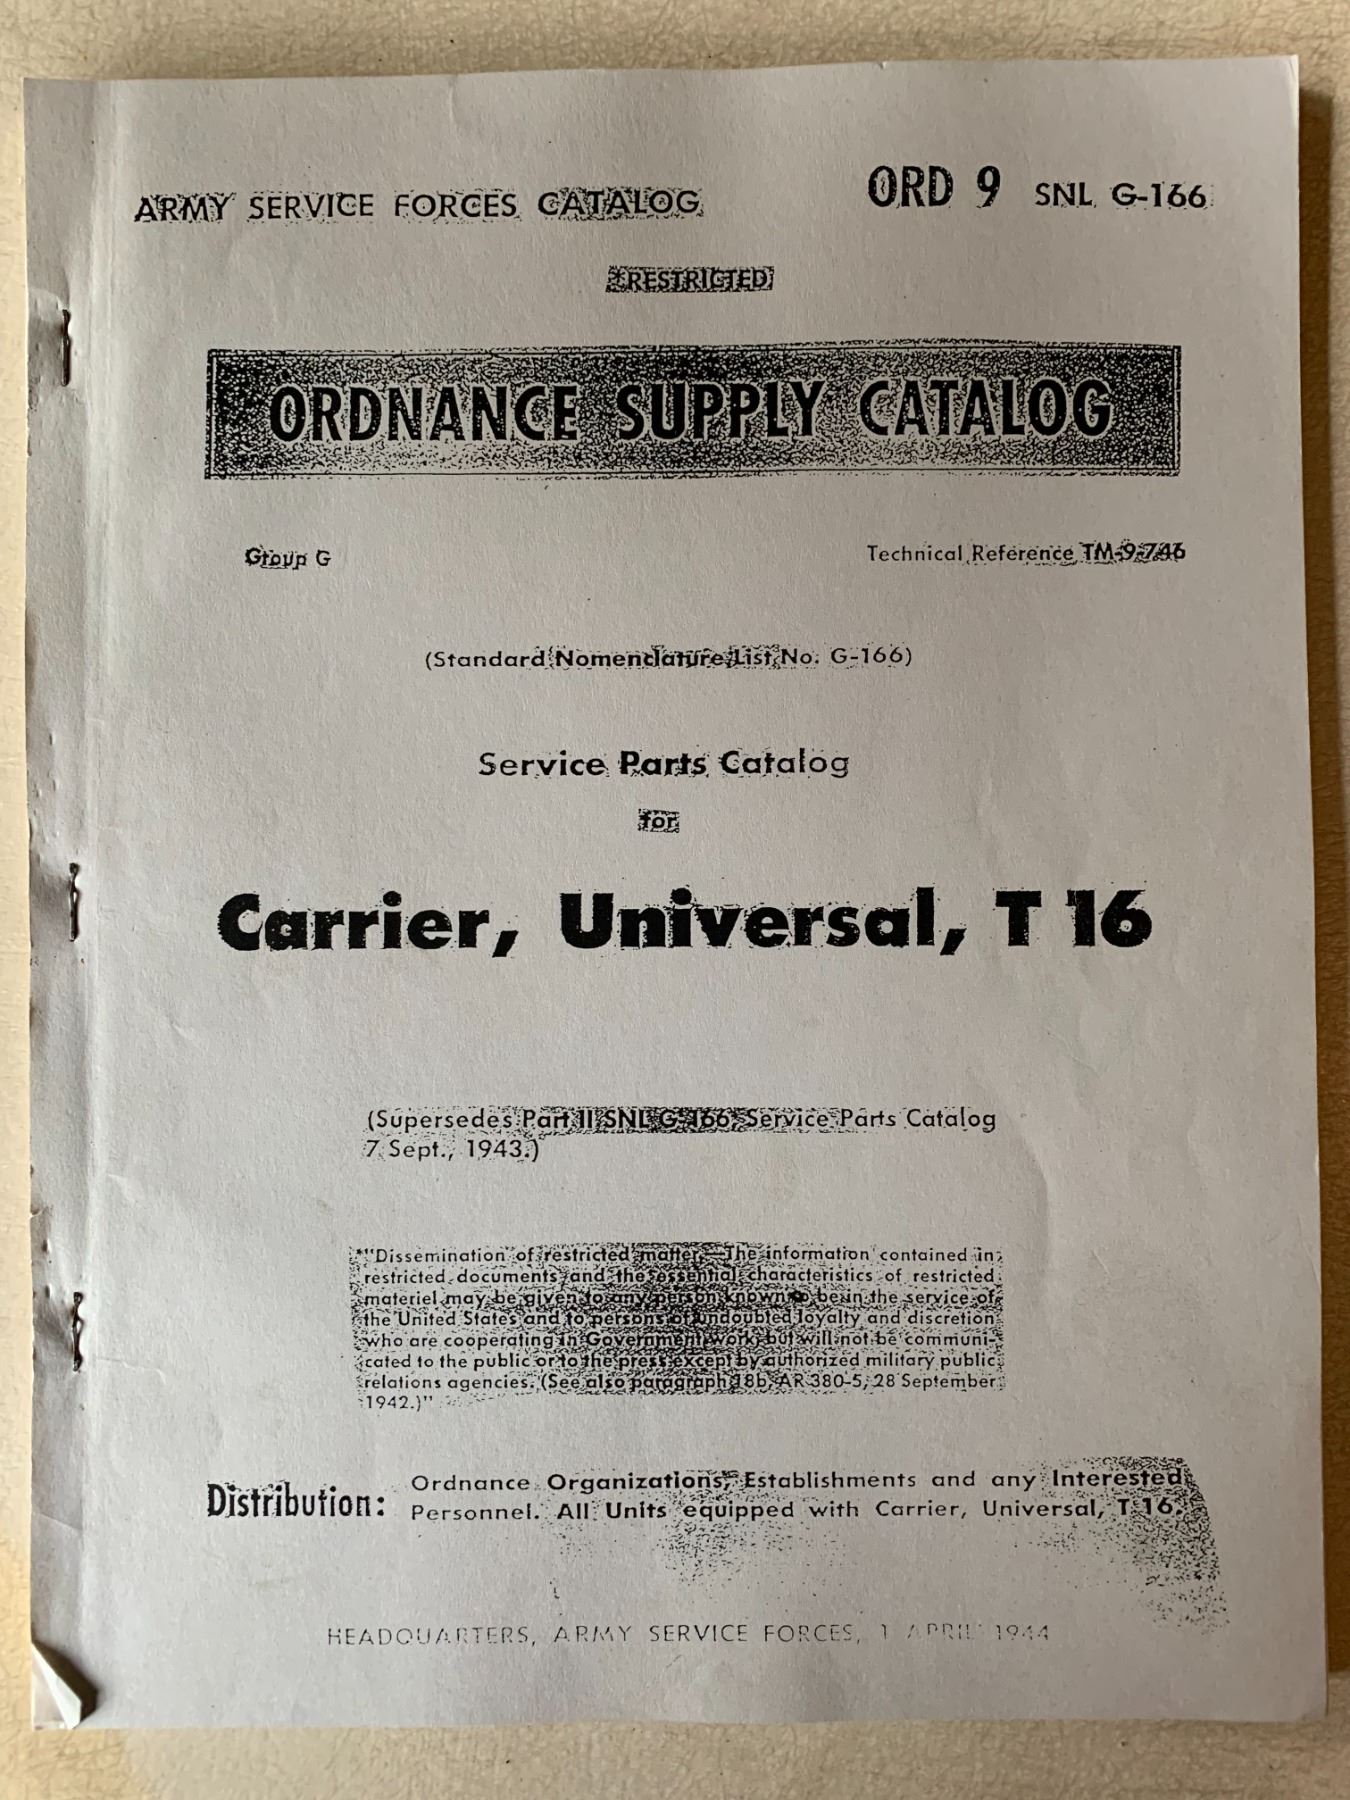 ARMY SERVICE FORCES CATALOG ORD 9 SNL G-166
*RESTRICTED
ORDNANCE SUPPLY CATALOG
Group G Technical Reference TM-9-746
(Standard Nomenclature List No. G-166)
Service Parts Catalog
for
Carrier, Universal, T 16
(Supersedes Part II SNL G-166, Service Parts Catalog
7 Sept., 1943.)
*"Dissemination of restricted matter.—The information contained in
restricted documents and the essential characteristics of restricted
materiel may be given to any person known to be in the service of
the United States and to persons of undoubted loyalty and discretion
who are cooperating in Government work, but will not be communi-
cated to the public or to the press except by authorized military public
relations agencies. (See also paragraph 18b, AR 380-5, 28 September
1942.)"
Distribution: Ordnance Organizations, Establishments and any Interested
Personnel. All Units equipped with Carrier, Universal, T 16.
HEADQUARTERS, ARMY SERVICE FORCES, 1 APRIL 1944